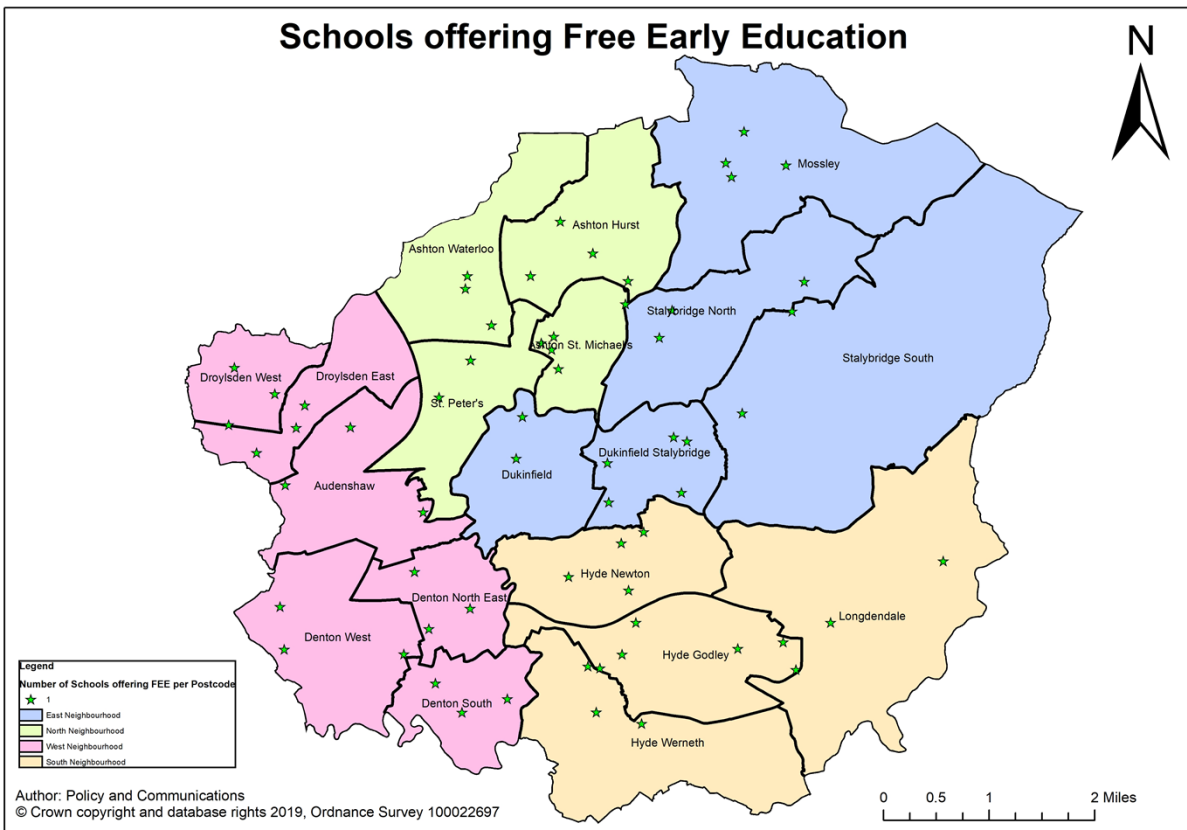 Schools offering Free Early Education
N
Mossley
Ashton Hurst
Ashton Waterloo
Stalybridge North
Ashton St. Michael's
Stalybridge South
Droylsden West
Droylsden East
St. Peter's
Dukinfield Stalybridge
Dukinfield
Audenshaw
Hyde Newton
Denton North East
Longdendale
Denton West
Hyde Godley
Denton South
Hyde Werneth
Legend
Number of Schools offering FEE per Postcode
1
East Neighbourhood
North Neighbourhood
West Neighbourhood
South Neighbourhood
Author: Policy and Communications
© Crown copyright and database rights 2019, Ordnance Survey 100022697
0 0.5 1 2 Miles